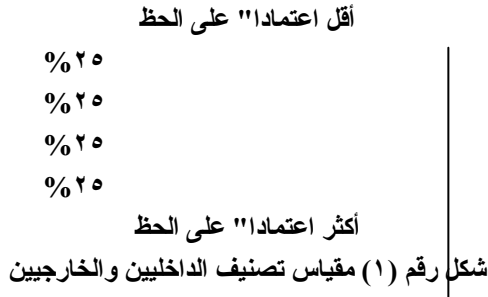 أقل اعتمادا" على الحظ
%٢٥
%٢٥
%٢٥
%٢٥
أكثر اعتمادا" على الحظ
شكل رقم (١) مقياس تصنيف الداخليين والخارجيين